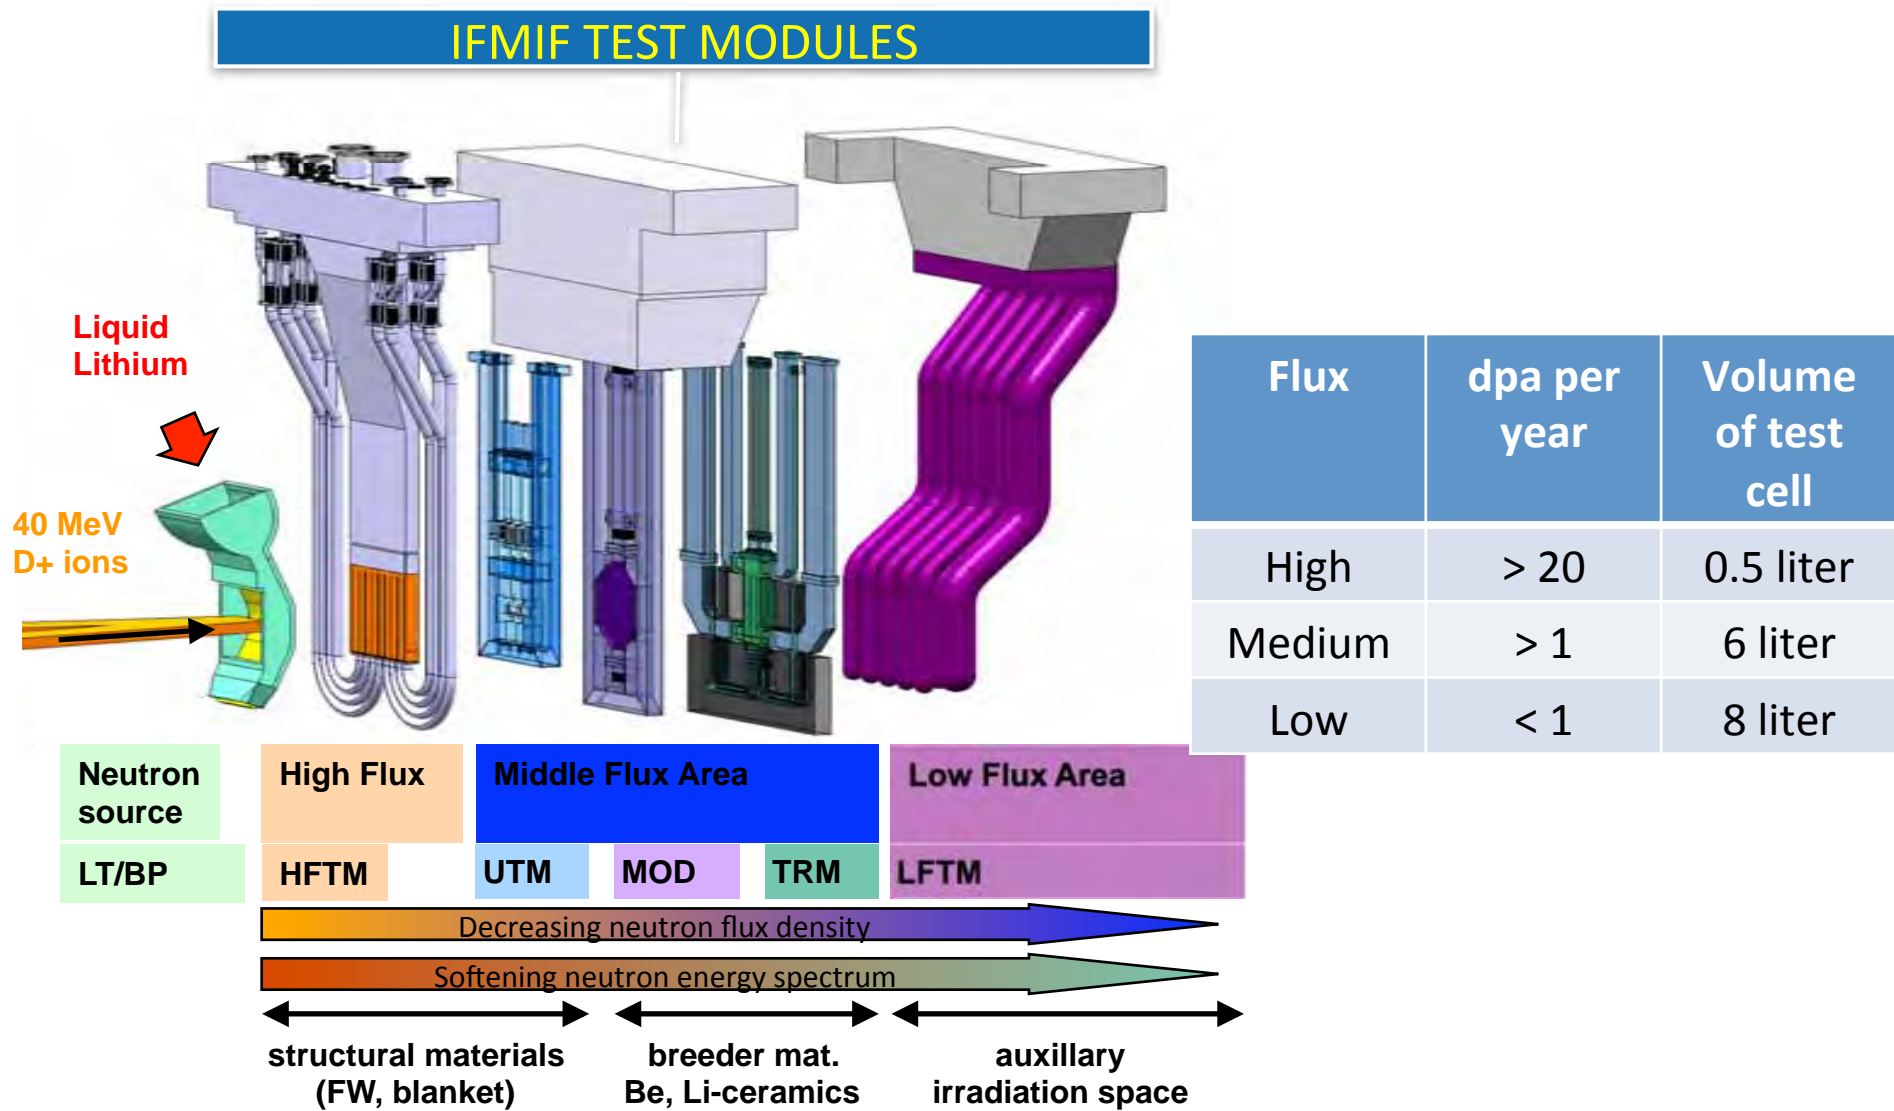 IFMIF TEST MODULES
Liquid
Lithium
40 MeV
D+ ions
Flux
dpa per
year
Volume
of test
cell
High
> 20
0.5 liter
Medium
> 1
6 liter
Low
< 1
8 liter
Neutron
source
High Flux
Middle Flux Area
Low Flux Area
LT/BP
HFTM
UTM
MOD
TRM
LFTM
Decreasing neutron flux density
Softening neutron energy spectrum
structural materials
(FW, blanket)
breeder mat.
Be, Li-ceramics
auxillary
irradiation space